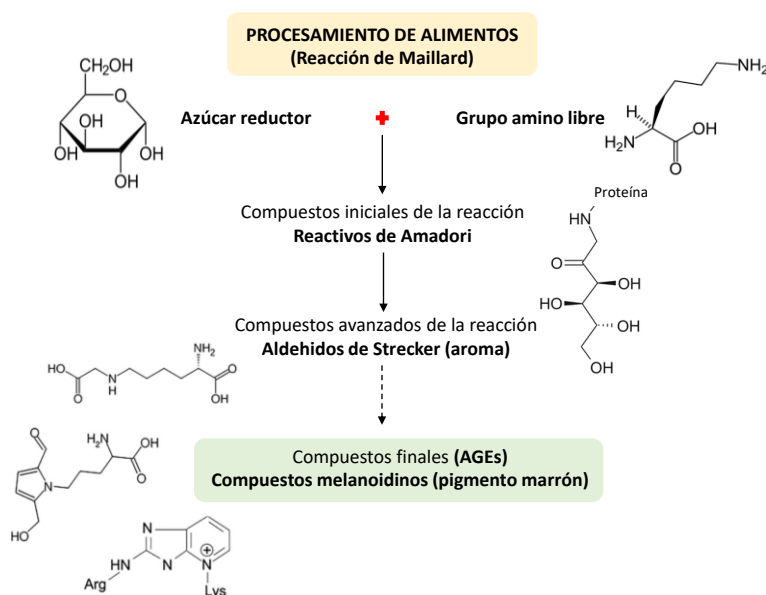 PROCESAMIENTO DE ALIMENTOS
(Reacción de Maillard)
CH₂OH
O
OH
OH
OH
OH
Azúcar reductor
Grupo amino libre
NH₂
H
OH
H₂N
O
Compuestos iniciales de la reacción
Reactivos de Amadori
Proteína
HN
O
OH
HO
OH
HO
OH
Compuestos avanzados de la reacción
Aldehidos de Strecker (aroma)
NH₂
HO
O
N
H
O
OH
Compuestos finales (AGEs)
Compuestos melanoidinos (pigmento marrón)
O
H₂N
OH
N
O
HO
N
HN
N
N
+
Arg
Lys